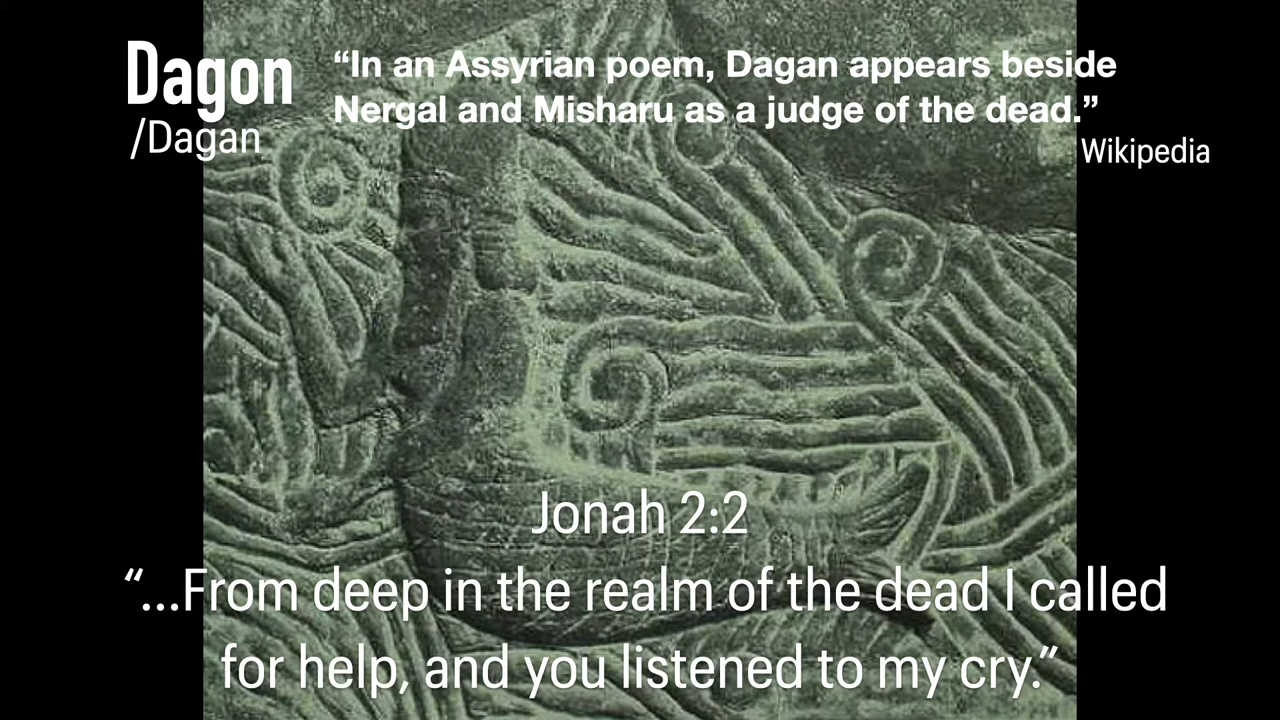 Dagon
/Dagan
“In an Assyrian poem, Dagan appears beside
Nergal and Misharu as a judge of the dead.”
Wikipedia
Jonah 2:2
“...From deep in the realm of the dead I called
for help, and you listened to my cry.”